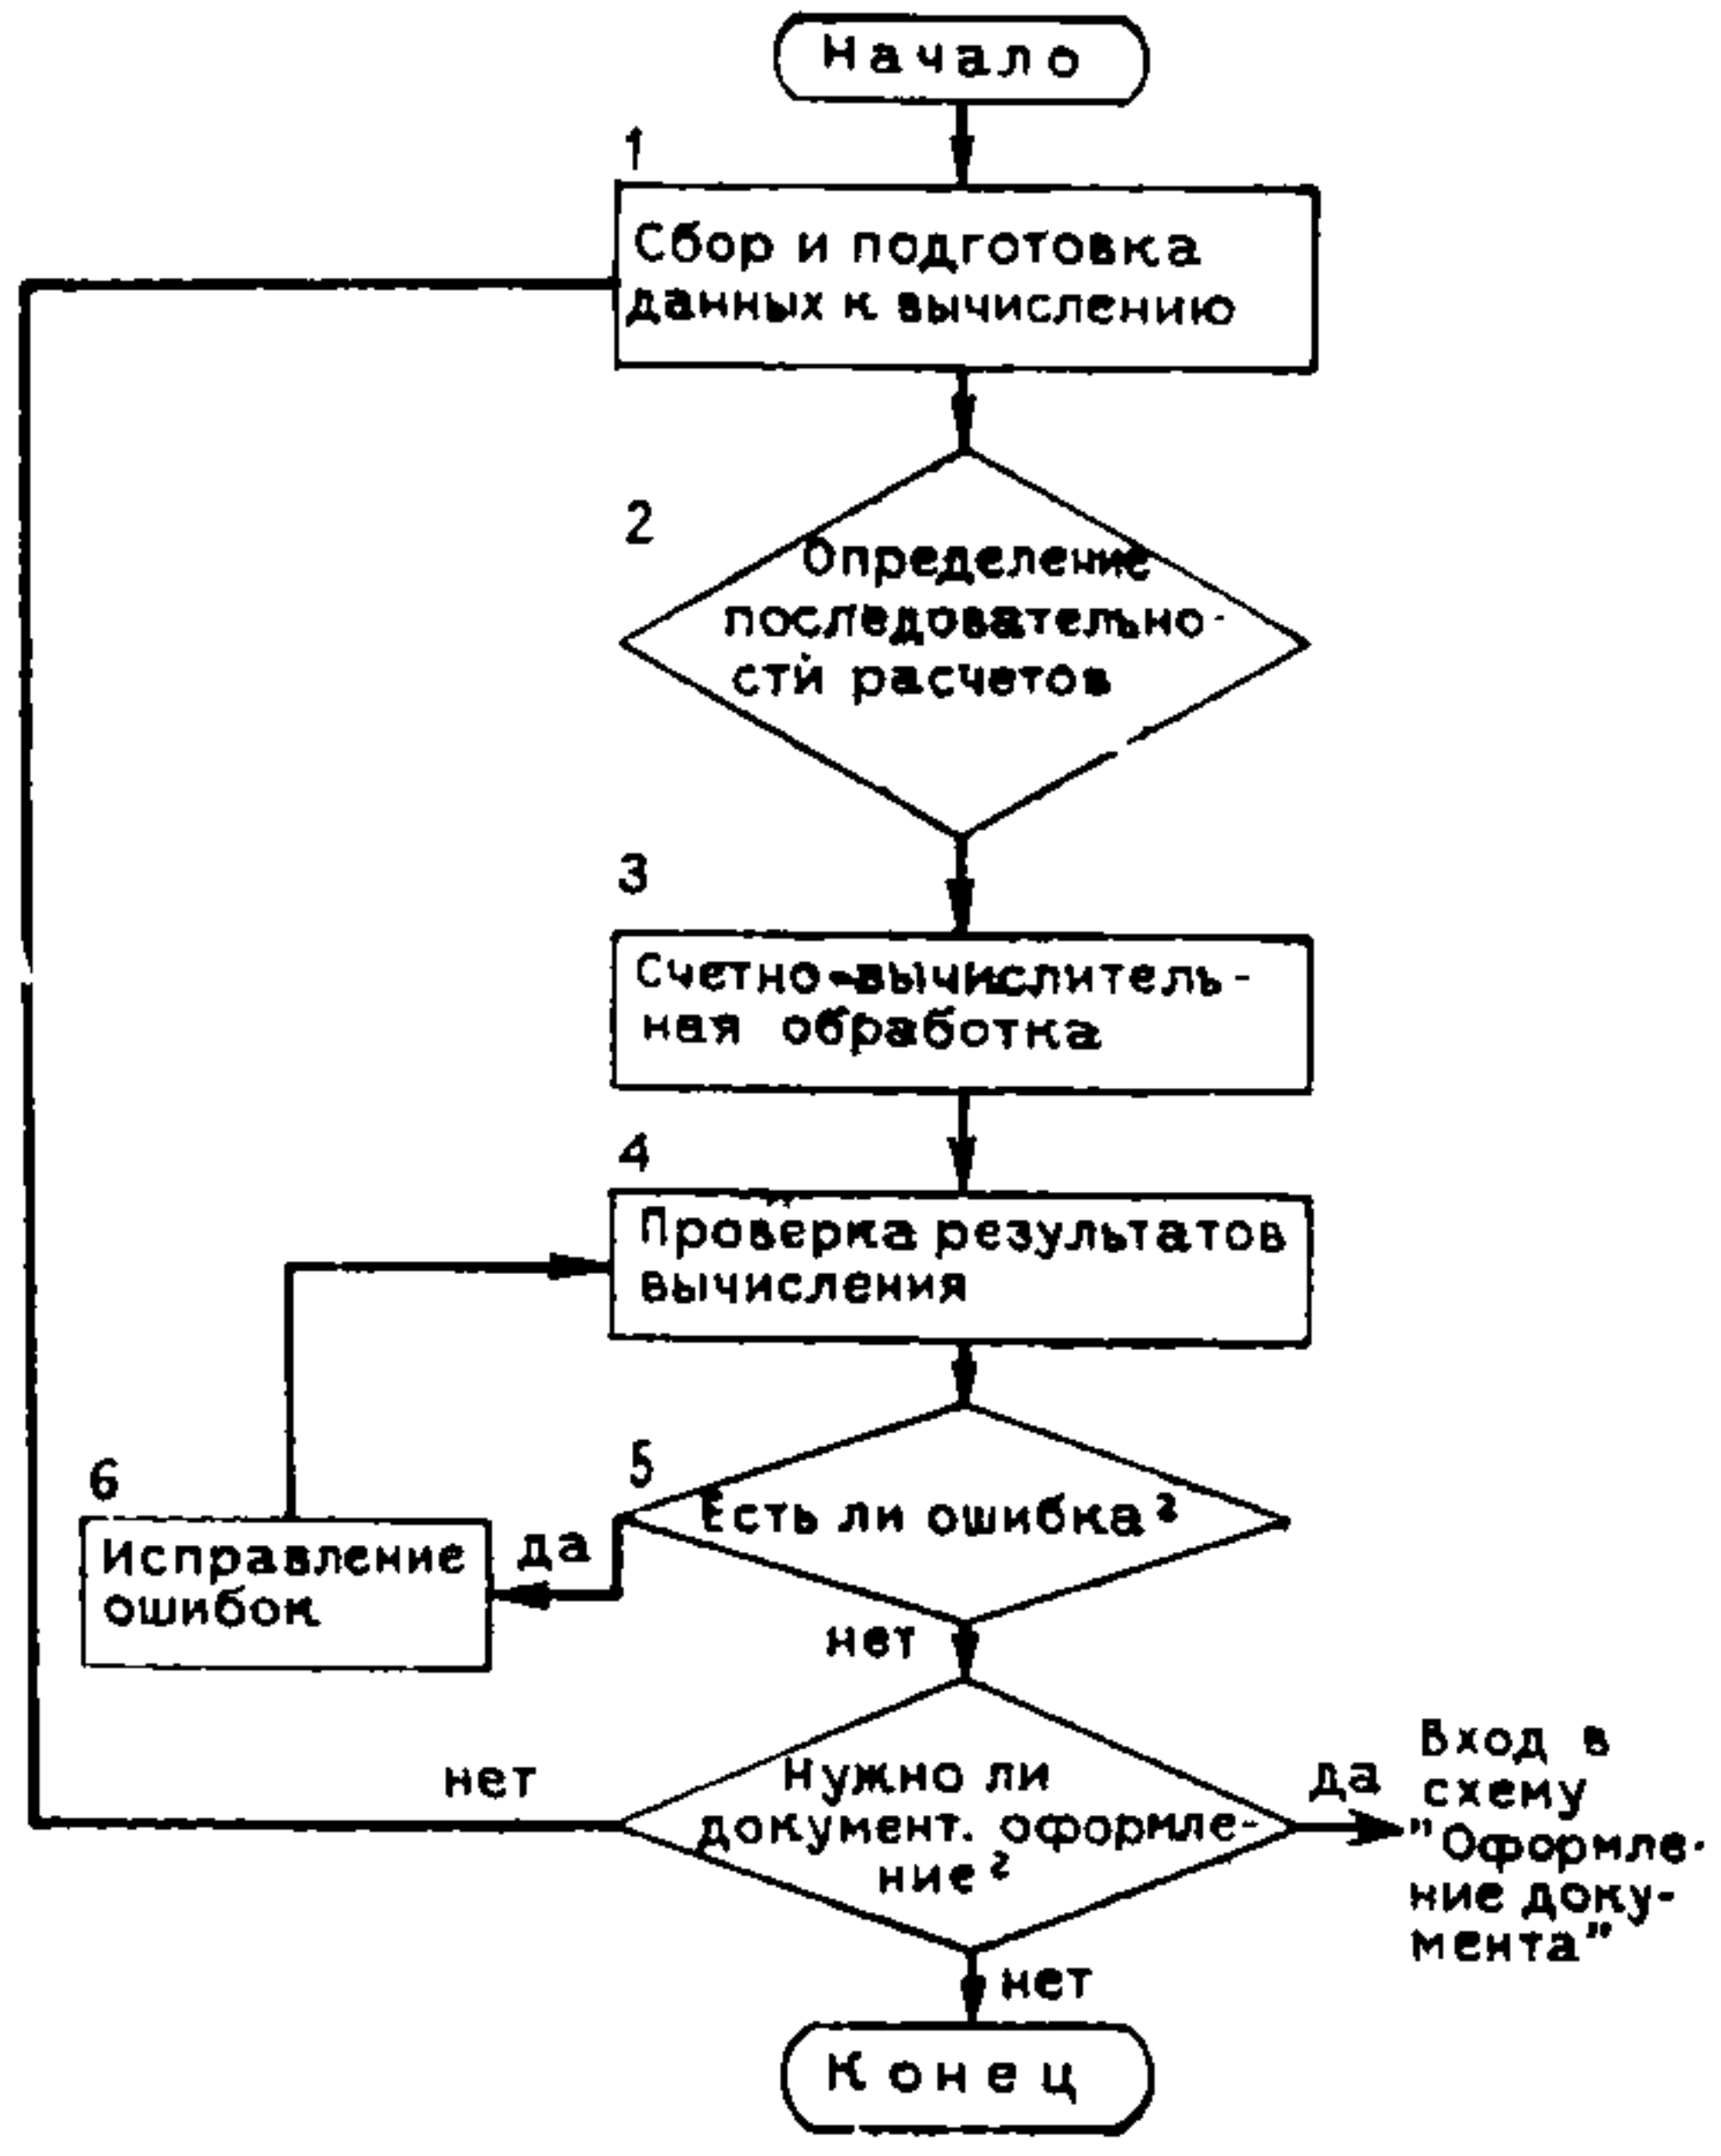 Начало
1
Сбор и подготовка
данных к вычислению
2
Определение
последовательно-
сти расчетов
3
Счетно-вычислитель-
ная обработка
4
Проверка результатов
вычисления
5
Есть ли ошибка?
6
Исправление
ошибок
да
нет
Нужно ли
документ. оформле-
ние?
нет
да
Вход в
схему
"Оформле-
ние доку-
мента"
нет
Конец